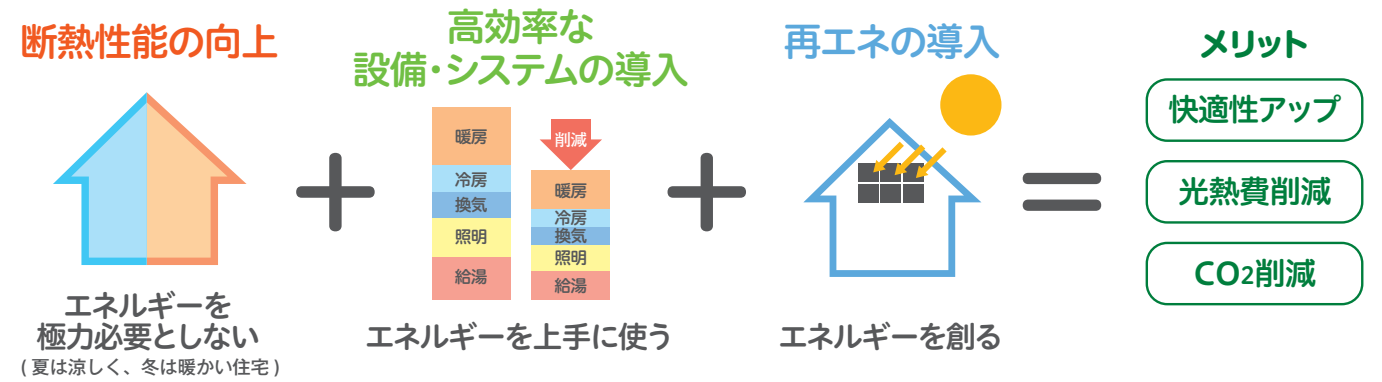 断熱性能の向上
エネルギーを
極力必要としない
(夏は涼しく、冬は暖かい住宅)
高効率な
設備・システムの導入
暖房
冷房
換気
照明
給湯
削減
暖房
冷房
換気
照明
給湯
エネルギーを上手に使う
再エネの導入
エネルギーを創る
メリット
快適性アップ
光熱費削減
CO2削減